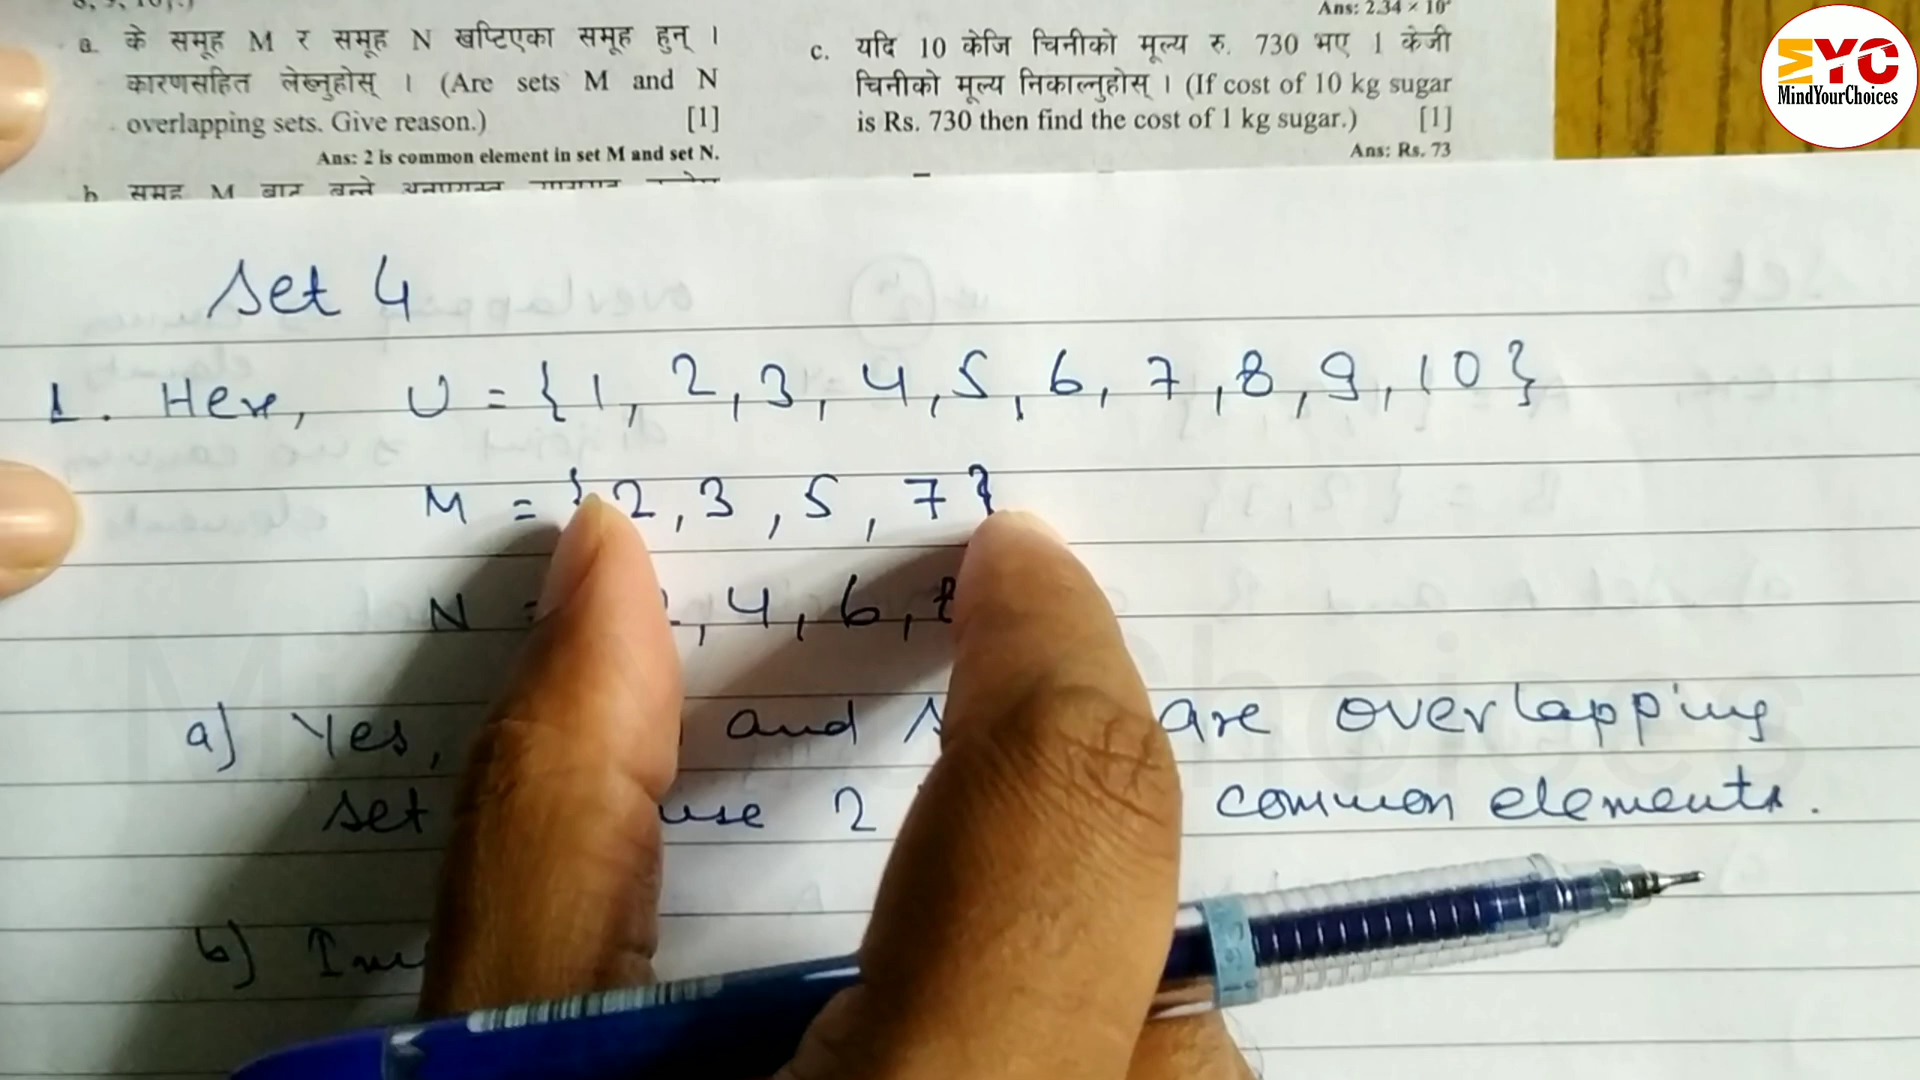 a. के समूह M र समूह N खप्टिएका समूह हुन् ।
कारणसहित लेख्नुहोस् । (Are sets M and N
overlapping sets. Give reason.) [1]
Ans: 2 is common element in set M and set N.
b समूह M बाट बन्ने
Ans: 2.34 × 10
c. यदि 10 केजि चिनीको मूल्य रु. 730 भए 1 केजी
चिनीको मूल्य निकाल्नुहोस् । (If cost of 10 kg sugar
is Rs. 730 then find the cost of 1 kg sugar.) [1]
Ans: Rs. 73
MYC
MindYourChoices
Set 4
1. Here, U = {1, 2, 3, 4, 5, 6, 7, 8, 9, 10}
M = {2, 3, 5, 7}
N = 2, 4, 6,
a) Yes, and are overlapping
set 2 common elements.
b)